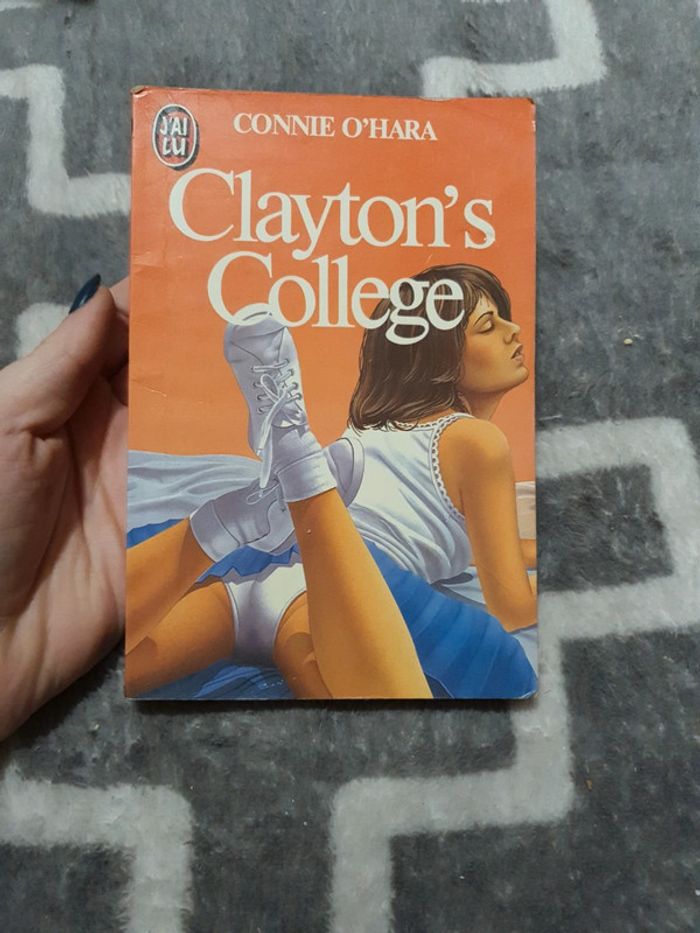 J'AI
LU
CONNIE O'HARA
Clayton's
College